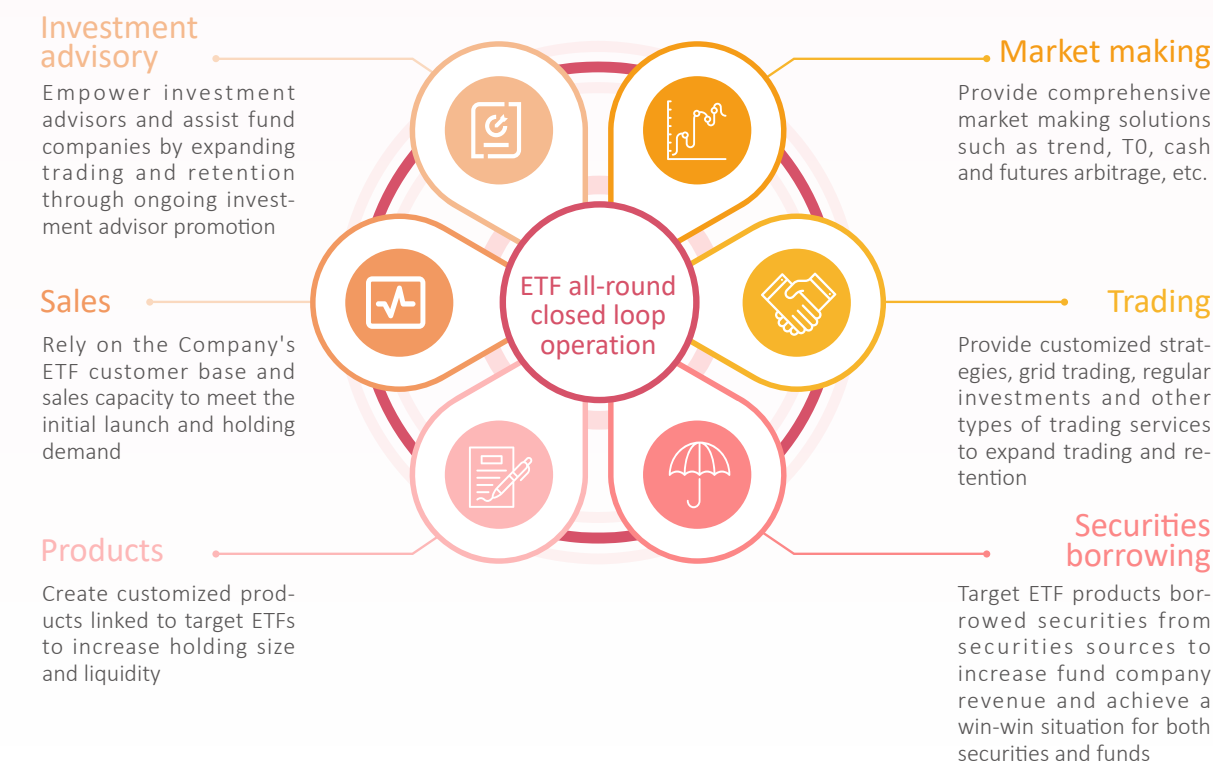 Investment
advisory
Empower investment
advisors and assist fund
companies by expanding
trading and retention
through ongoing invest-
ment advisor promotion
Sales
Rely on the Company's
ETF customer base and
sales capacity to meet the
initial launch and holding
demand
Products
Create customized prod-
ucts linked to target ETFs
to increase holding size
and liquidity
ETF all-round
closed loop
operation
Market making
Provide comprehensive
market making solutions
such as trend, T0, cash
and futures arbitrage, etc.
Trading
Provide customized strat-
egies, grid trading, regular
investments and other
types of trading services
to expand trading and re-
tention
Securities
borrowing
Target ETF products bor-
rowed securities from
securities sources to
increase fund company
revenue and achieve a
win-win situation for both
securities and funds